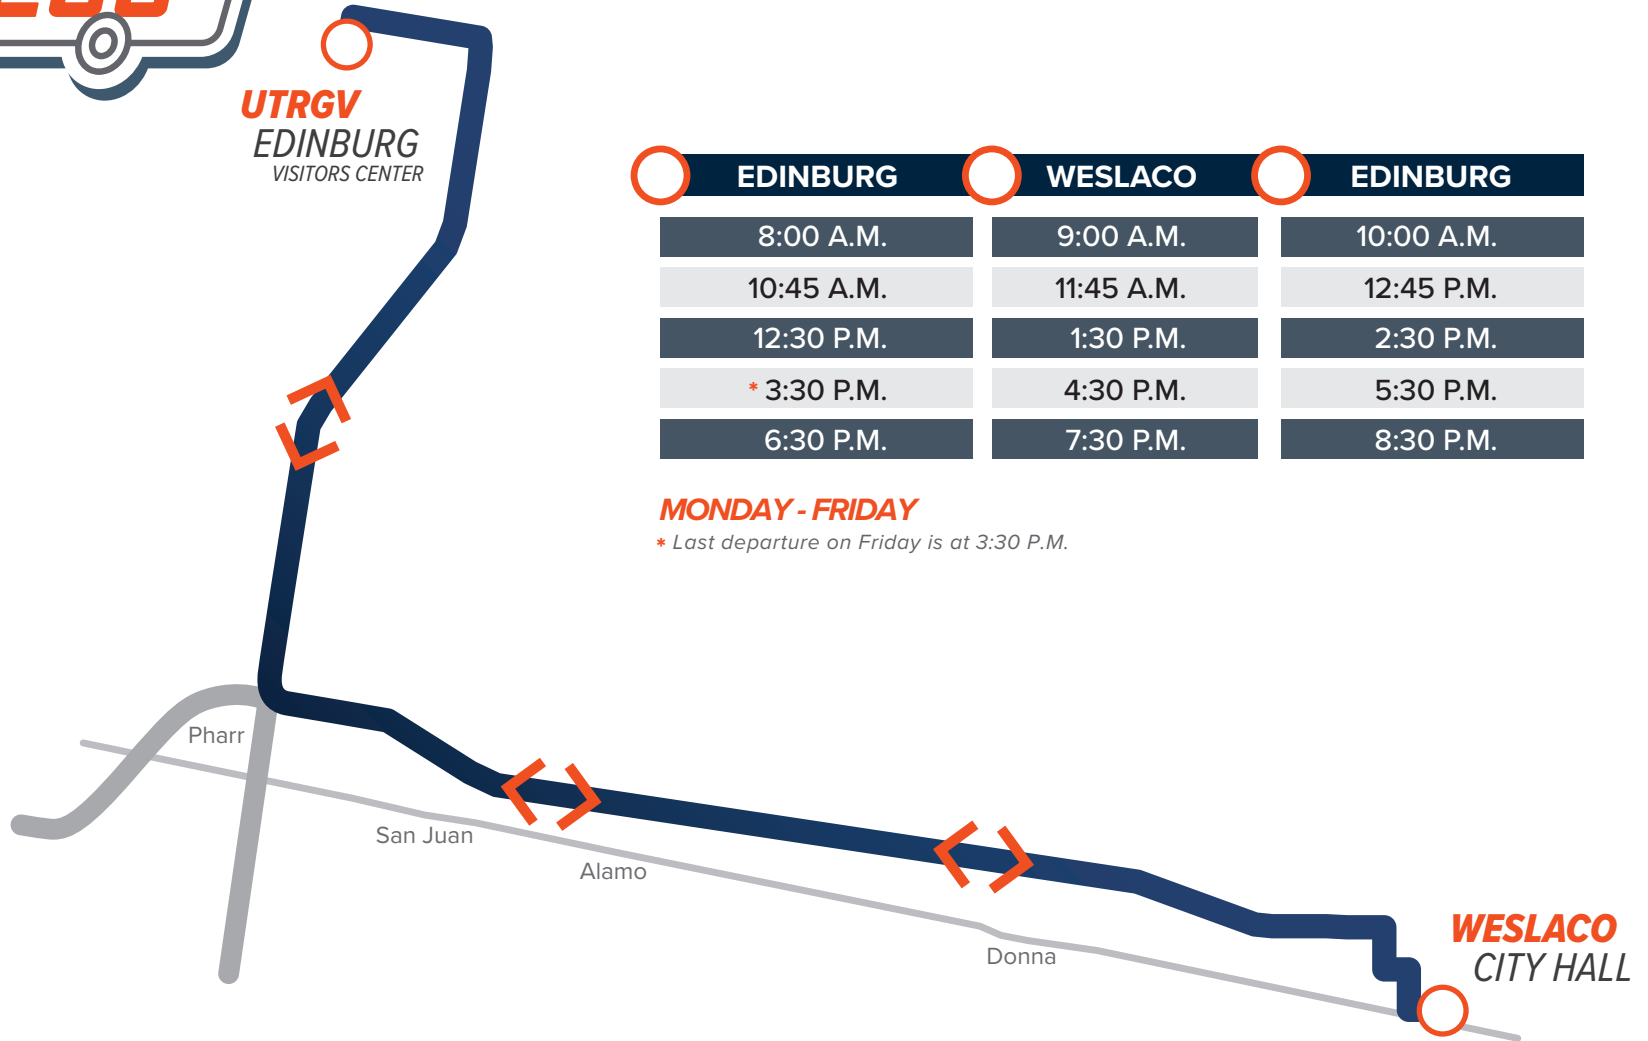 UTRGV
EDINBURG
VISITORS CENTER
EDINBURG WESLACO EDINBURG
8:00 A.M. 9:00 A.M. 10:00 A.M.
10:45 A.M. 11:45 A.M. 12:45 P.M.
12:30 P.M. 1:30 P.M. 2:30 P.M.
* 3:30 P.M. 4:30 P.M. 5:30 P.M.
6:30 P.M. 7:30 P.M. 8:30 P.M.
MONDAY - FRIDAY
* Last departure on Friday is at 3:30 P.M.
Pharr
San Juan
Alamo
Donna
WESLACO
CITY HALL